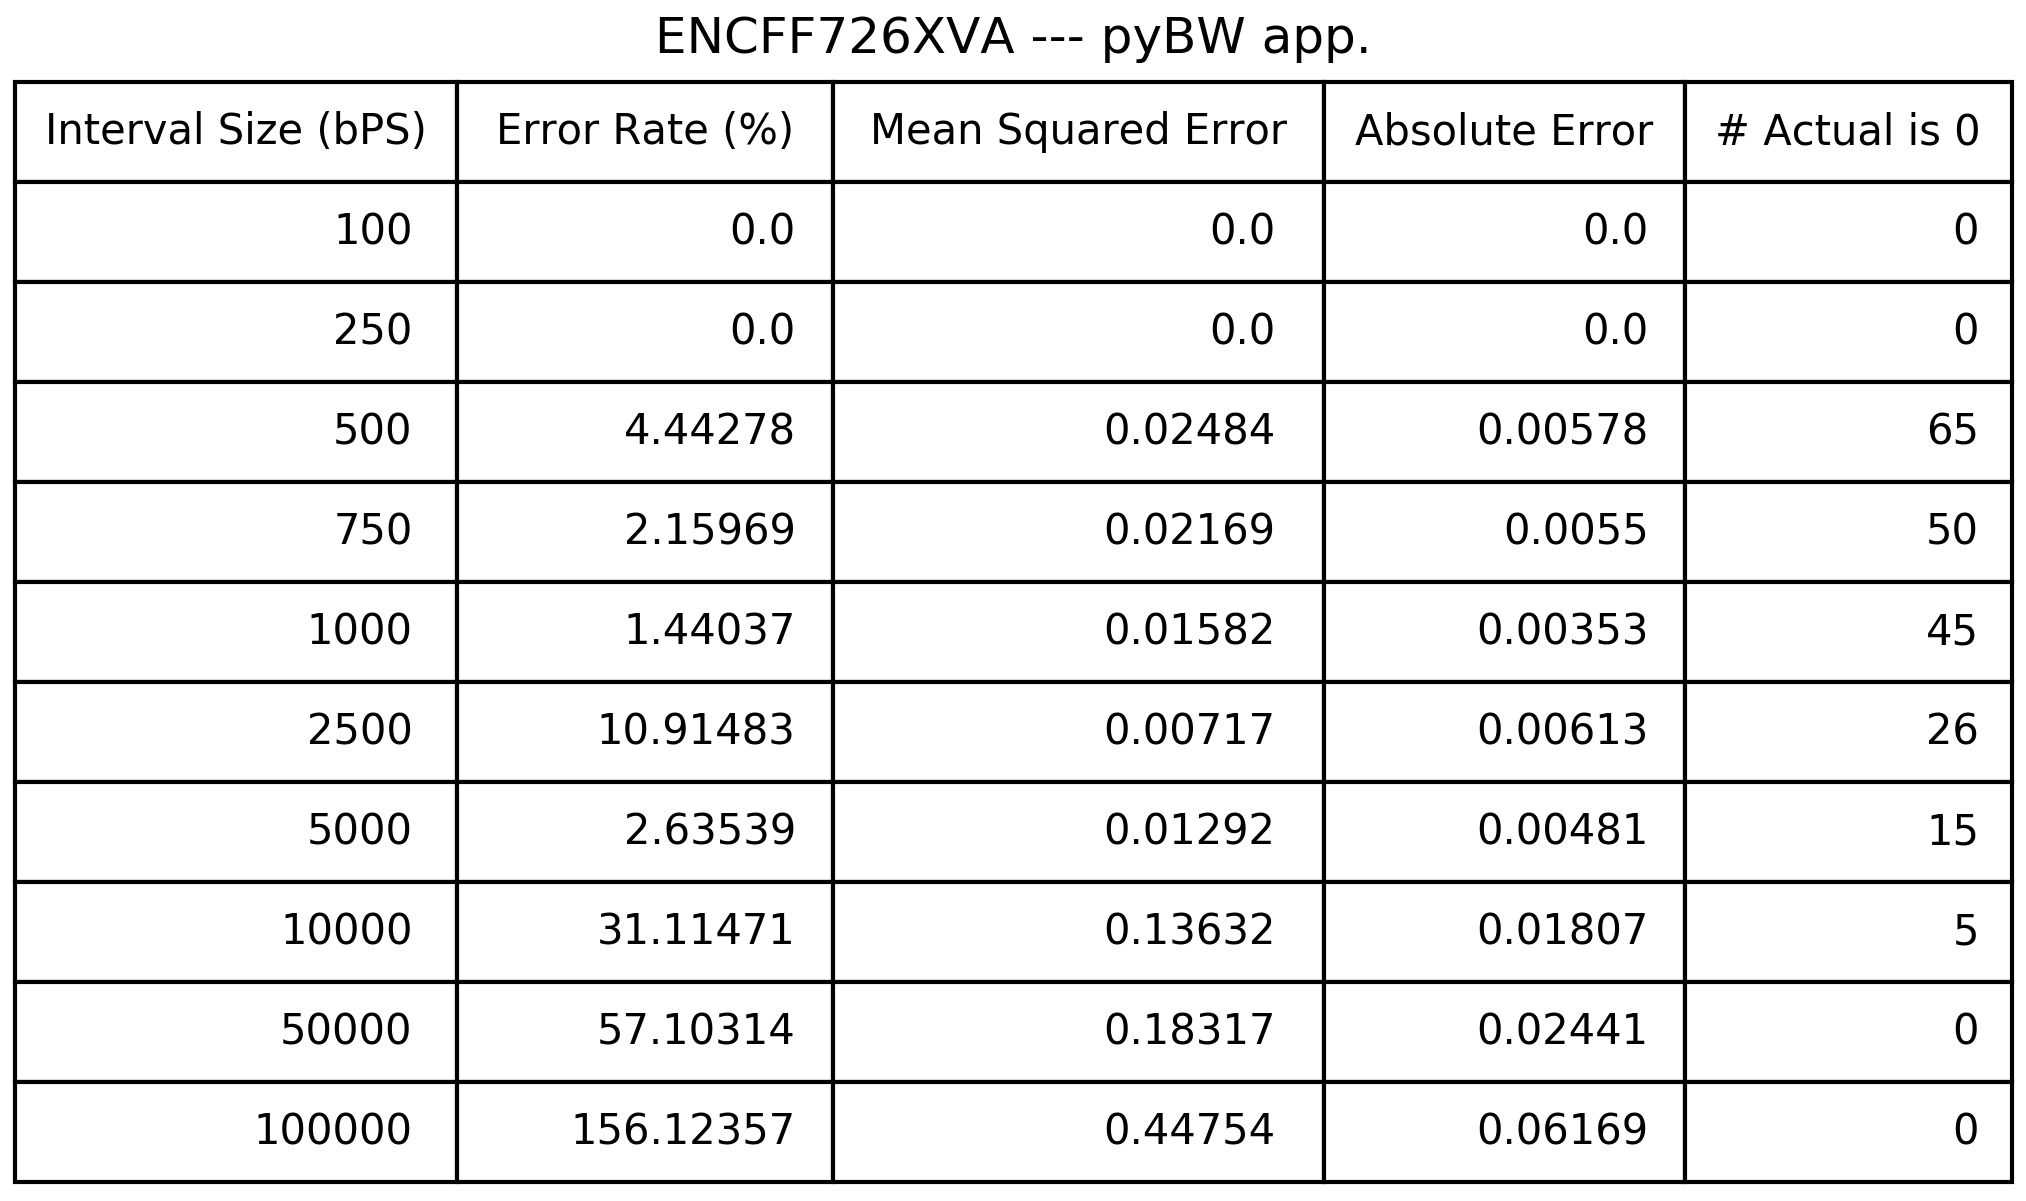 ENCFF726XVA --- pyBW app.
Interval Size (bPS) Error Rate (%) Mean Squared Error Absolute Error # Actual is 0
100 0.0 0.0 0.0 0
250 0.0 0.0 0.0 0
500 4.44278 0.02484 0.00578 65
750 2.15969 0.02169 0.0055 50
1000 1.44037 0.01582 0.00353 45
2500 10.91483 0.00717 0.00613 26
5000 2.63539 0.01292 0.00481 15
10000 31.11471 0.13632 0.01807 5
50000 57.10314 0.18317 0.02441 0
100000 156.12357 0.44754 0.06169 0